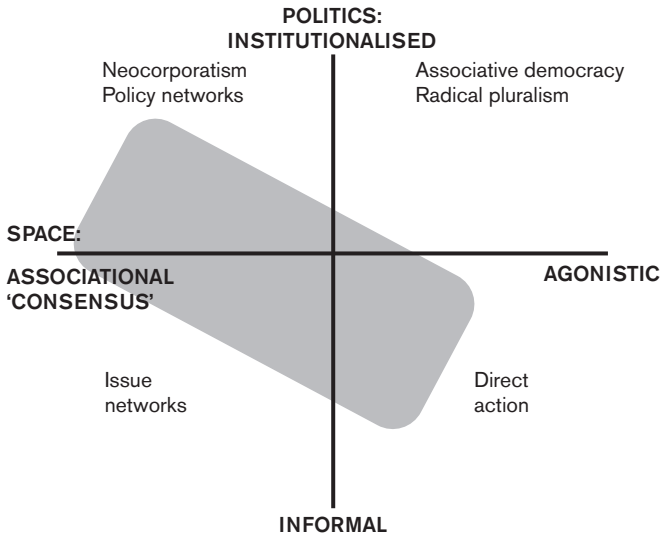 POLITICS:
INSTITUTIONALISED
Neocorporatism
Policy networks
Associative democracy
Radical pluralism
SPACE:
ASSOCIATIONAL
‘CONSENSUS’
AGONISTIC
Issue
networks
Direct
action
INFORMAL